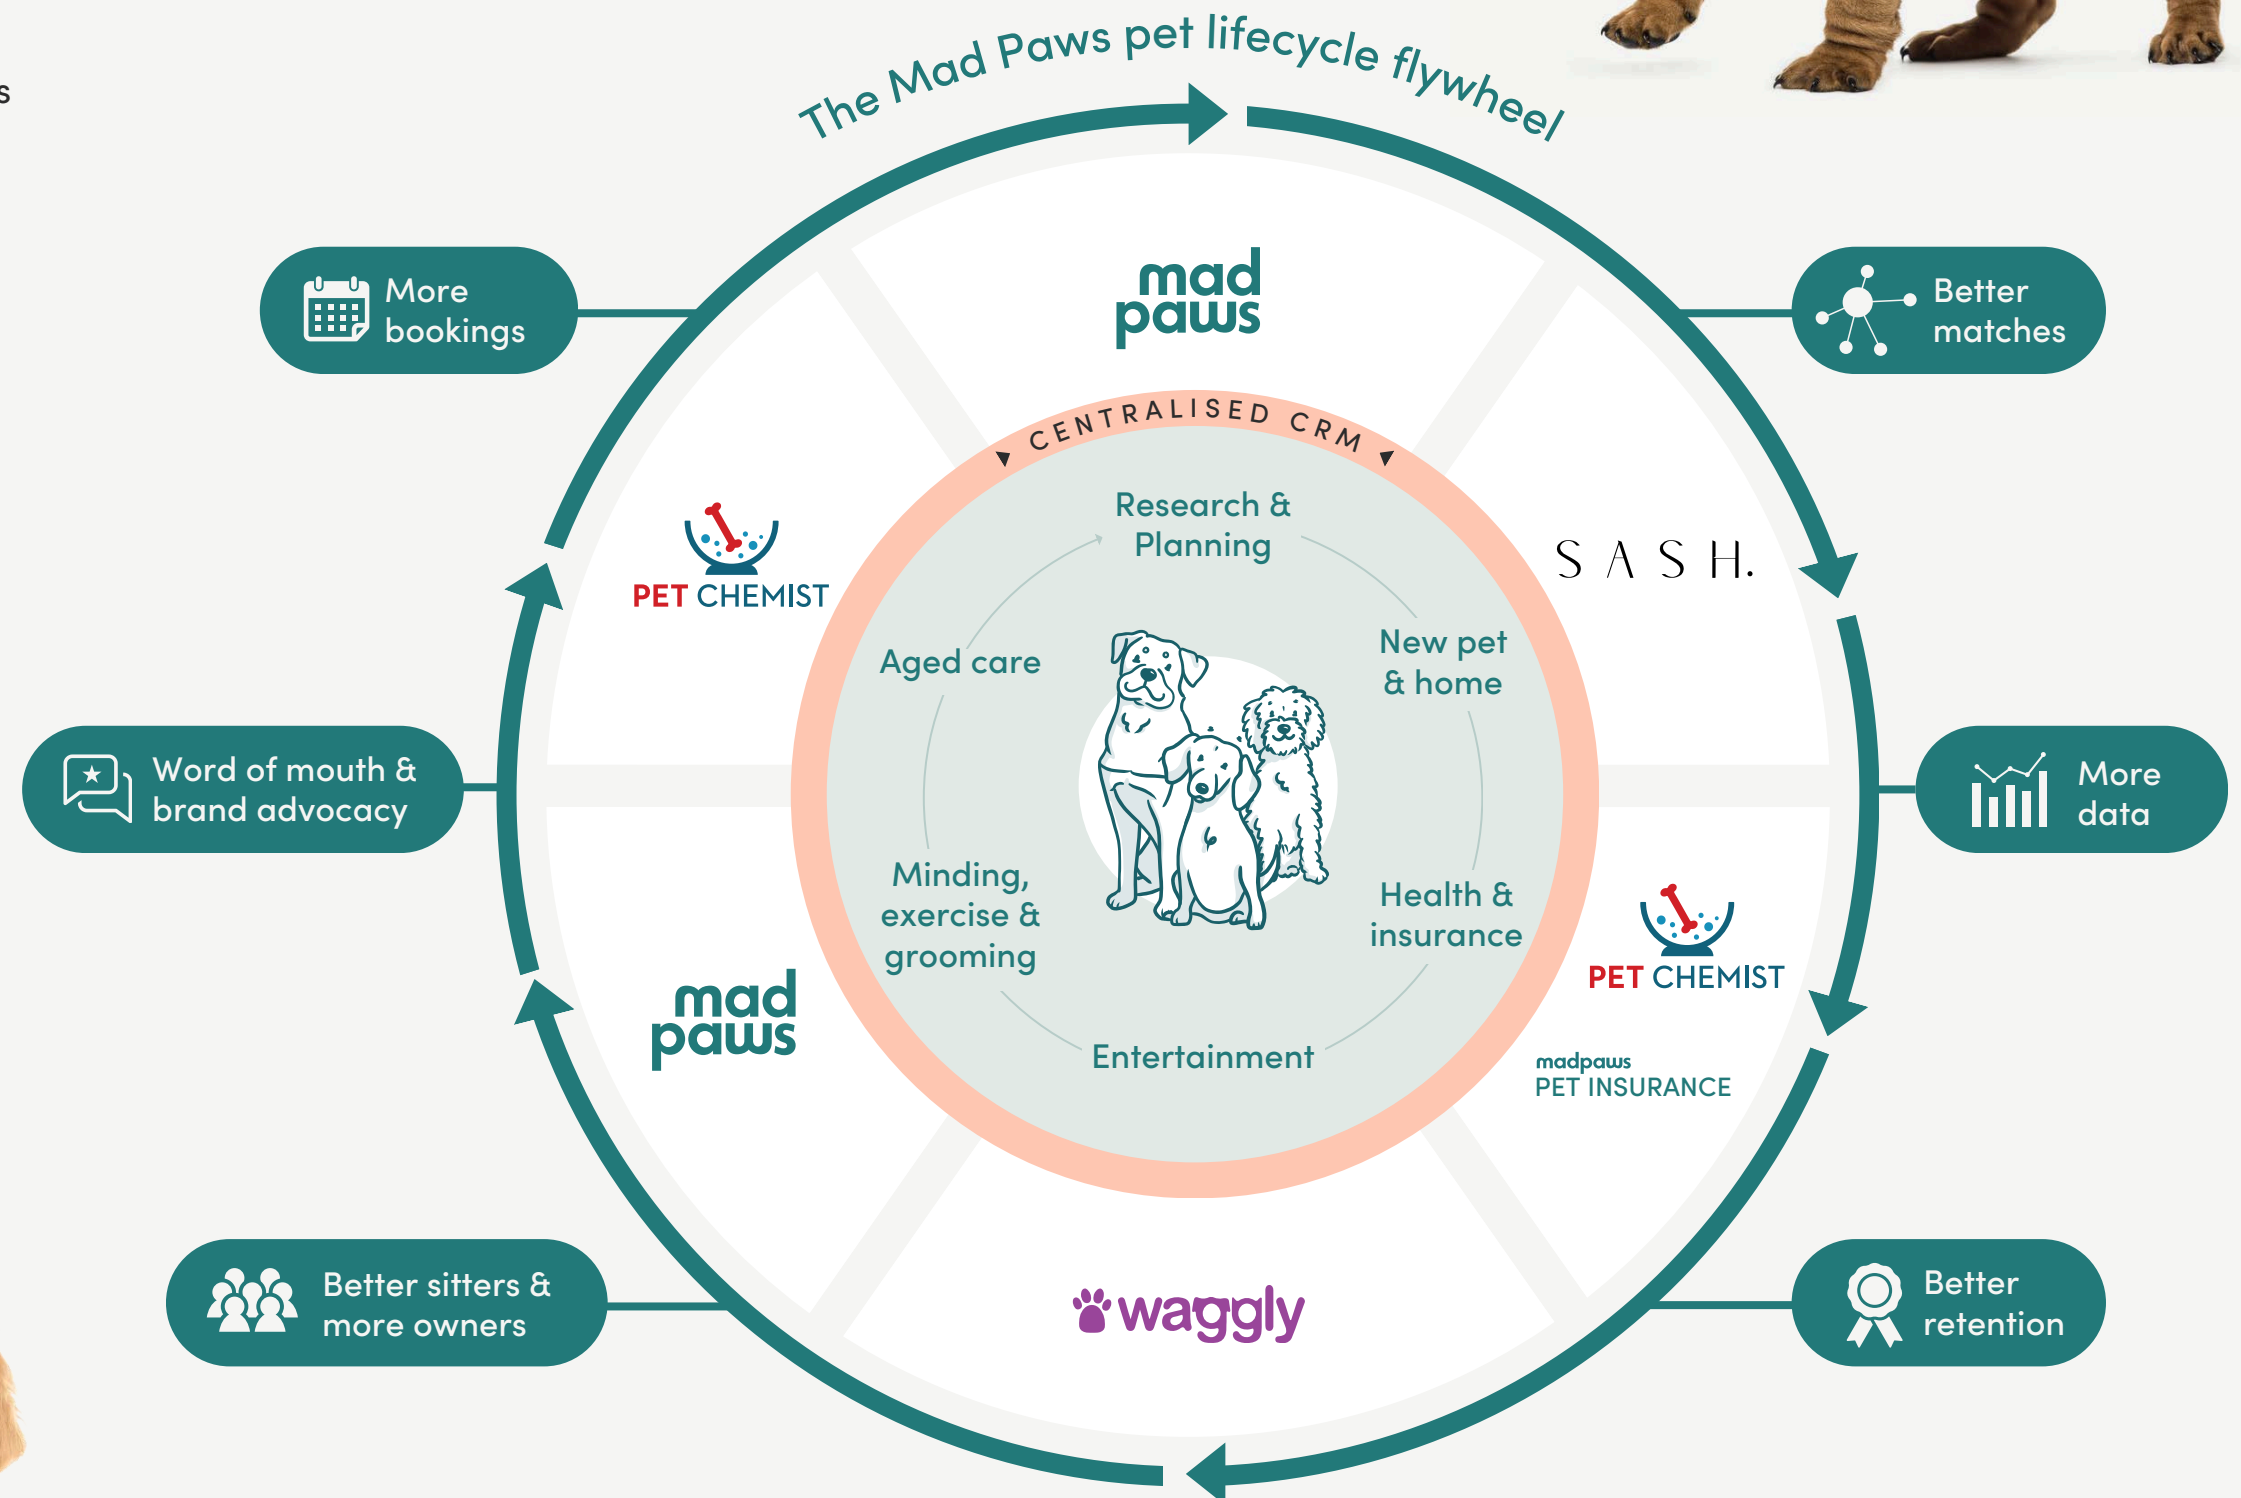 s
The Mad Paws pet lifecycle flywheel
More
bookings
Better
matches
mad
paws
CENTRALISED CRM
Research &
Planning
SASH.
PET CHEMIST
New pet
& home
Aged care
Word of mouth &
brand advocacy
More
data
Minding,
exercise &
grooming
Health &
insurance
PET CHEMIST
mad
paws
Entertainment
madpaws
PET INSURANCE
Better sitters &
more owners
waggly
Better
retention